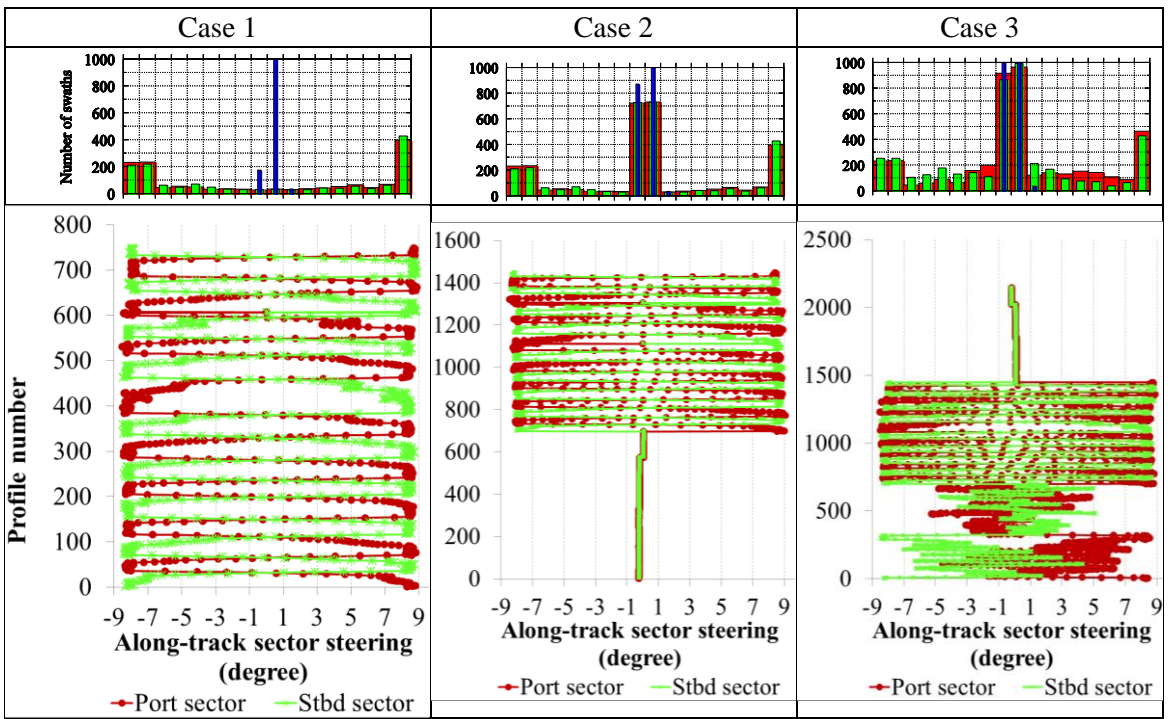 Case 1
Case 2
Case 3
Number of swaths
1000
800
600
400
200
0
1000
800
600
400
200
0
1000
800
600
400
200
0
Profile number
800
700
600
500
400
300
200
100
0
-9 -7 -5 -3 -1 1 3 5 7 9
Along-track sector steering
(degree)
Port sector Stbd sector
1600
1400
1200
1000
800
600
400
200
0
-9 -7 -5 -3 -1 1 3 5 7 9
Along-track sector steering
(degree)
Port sector Stbd sector
2500
2000
1500
1000
500
0
-9 -7 -5 -3 -1 1 3 5 7 9
Along-track sector steering
(degree)
Port sector Stbd sector